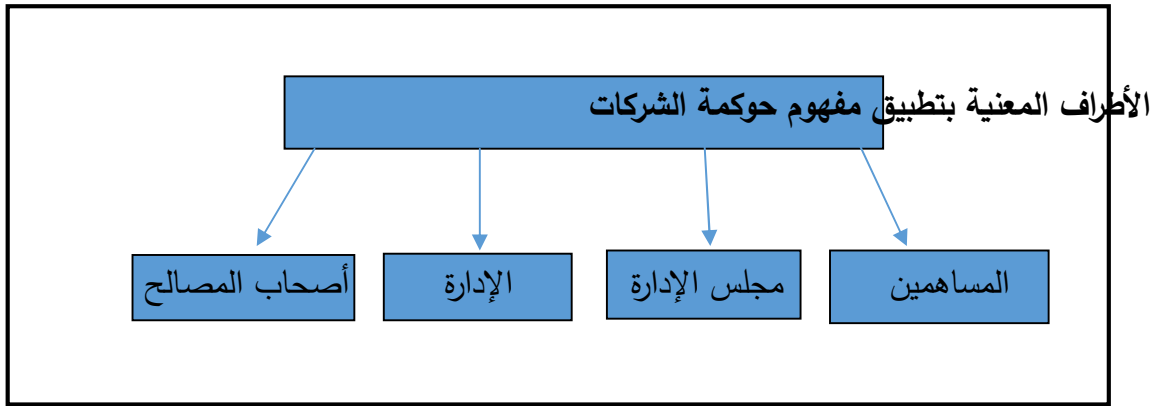 الأطراف المعنية بتطبيق مفهوم حوكمة الشركات
المساهمين
مجلس الإدارة
الإدارة
أصحاب المصالح